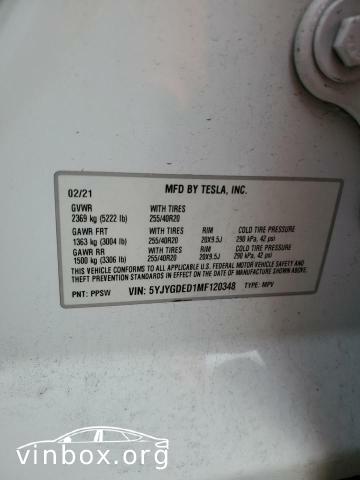 02/21 MFD BY TESLA, INC.
GVWR WITH TIRES
2369 kg (5222 lb) 255/40R20
GAWR FRT WITH TIRES RIM COLD TIRE PRESSURE
1363 kg (3004 lb) 255/40R20 20X9.5J 290 kPa, 42 psi
GAWR RR WITH TIRES RIM COLD TIRE PRESSURE
1500 kg (3306 lb) 255/40R20 20X9.5J 290 kPa, 42 psi
THIS VEHICLE CONFORMS TO ALL APPLICABLE U.S. FEDERAL MOTOR VEHICLE SAFETY AND
THEFT PREVENTION STANDARDS IN EFFECT ON THE DATE OF MANUFACTURE SHOWN ABOVE.
PNT: PPSW VIN: 5YJYGDED1MF120348 TYPE: MPV
vinbox.org